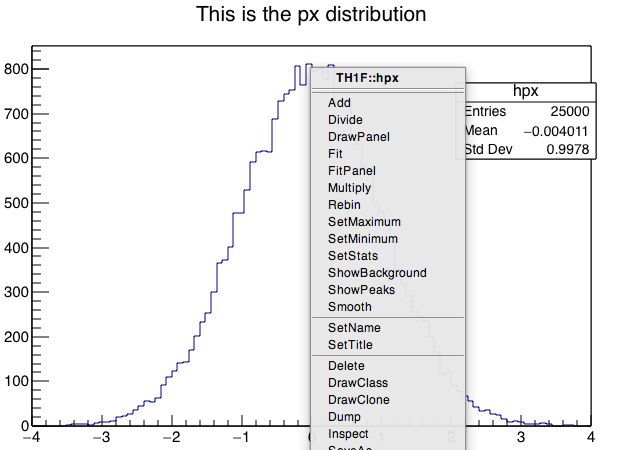 This is the px distribution
hpx
Entries 25000
Mean −0.004011
Std Dev 0.9978
TH1F::hpx
Add
Divide
DrawPanel
Fit
FitPanel
Multiply
Rebin
SetMaximum
SetMinimum
SetStats
ShowBackground
ShowPeaks
Smooth
SetName
SetTitle
Delete
DrawClass
DrawClone
Dump
Inspect
800
700
600
500
400
300
200
100
0
−4 −3 −2 −1 2 3 4